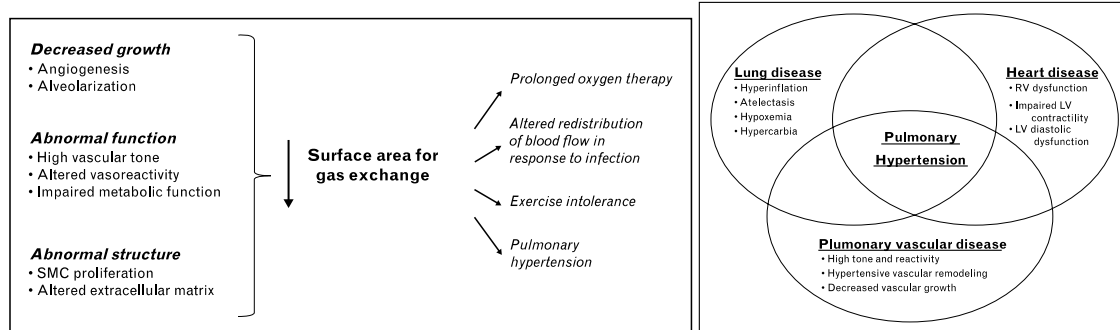 Decreased growth
• Angiogenesis
• Alveolarization
Abnormal function
• High vascular tone
• Altered vasoreactivity
• Impaired metabolic function
Abnormal structure
• SMC proliferation
• Altered extracellular matrix
Surface area for
gas exchange
Prolonged oxygen therapy
Altered redistribution
of blood flow in
response to infection
Exercise intolerance
Pulmonary
hypertension
Lung disease
• Hyperinflation
• Atelectasis
• Hypoxemia
• Hypercarbia
Heart disease
• RV dysfunction
• Impaired LV
contractility
• LV diastolic
dysfunction
Pulmonary
Hypertension
Plumonary vascular disease
• High tone and reactivity
• Hypertensive vascular remodeling
• Decreased vascular growth